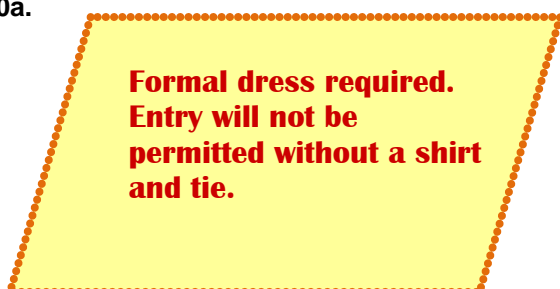 0a.
Formal dress required.
Entry will not be
permitted without a shirt
and tie.